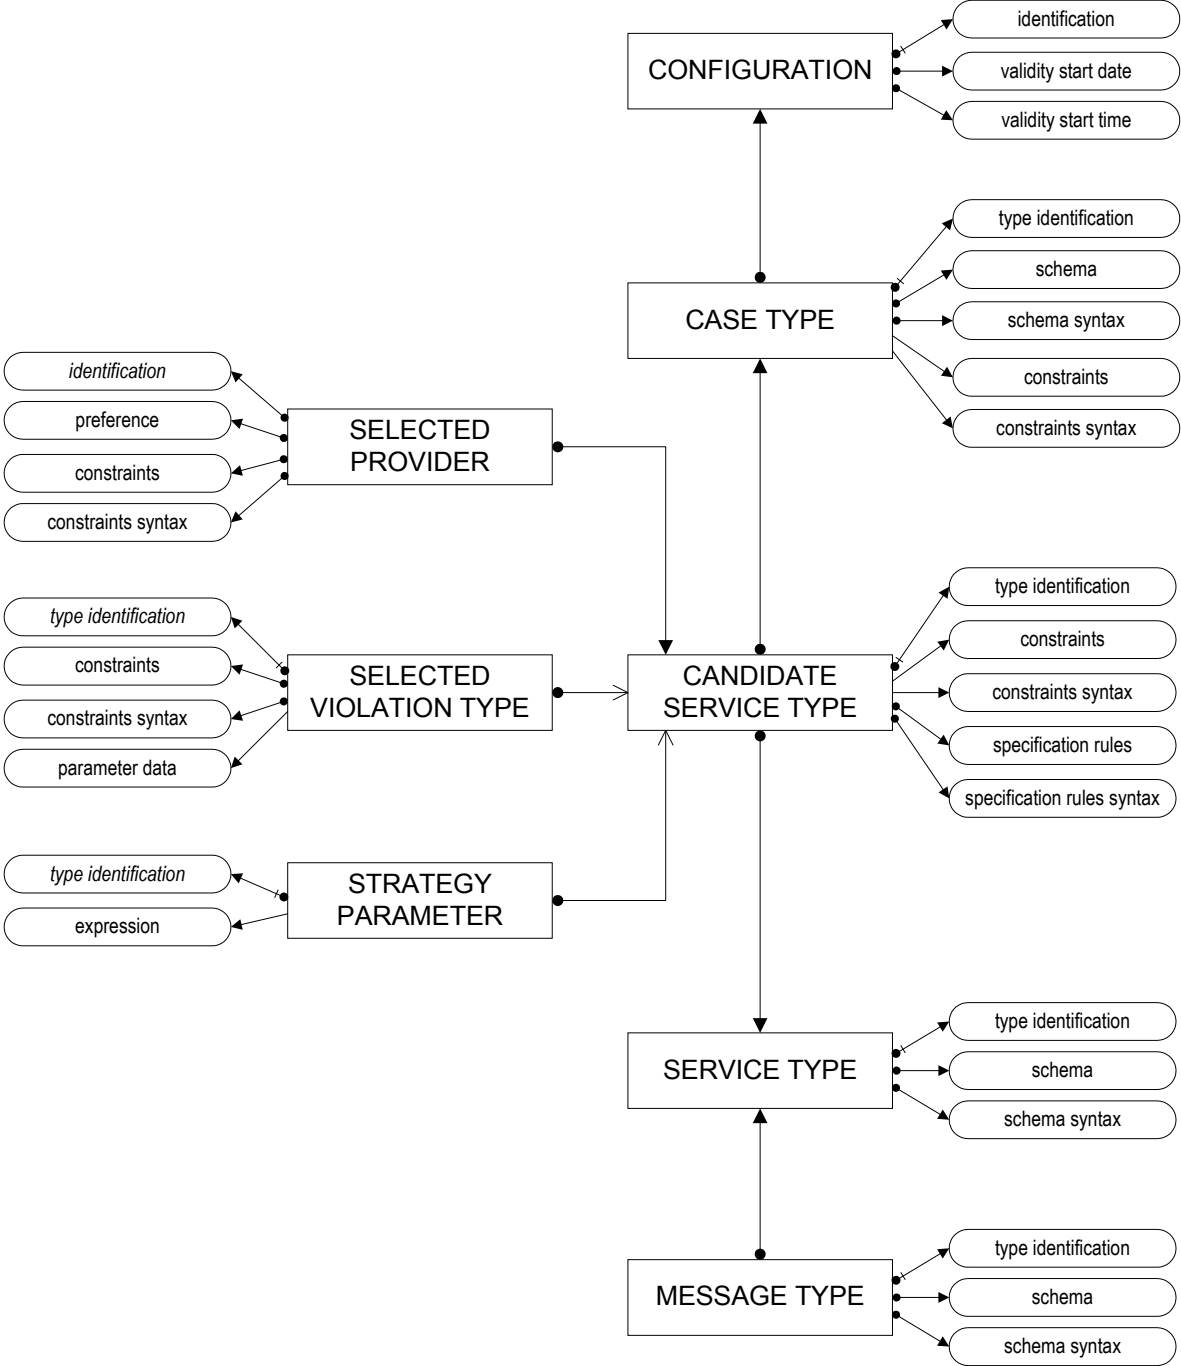 identification
CONFIGURATION
validity start date
validity start time
type identification
schema
CASE TYPE
schema syntax
constraints
constraints syntax
identification
preference
constraints
constraints syntax
SELECTED
PROVIDER
type identification
constraints
constraints syntax
parameter data
SELECTED
VIOLATION TYPE
CANDIDATE
SERVICE TYPE
type identification
constraints
constraints syntax
specification rules
specification rules syntax
type identification
expression
STRATEGY
PARAMETER
SERVICE TYPE
type identification
schema
schema syntax
MESSAGE TYPE
type identification
schema
schema syntax